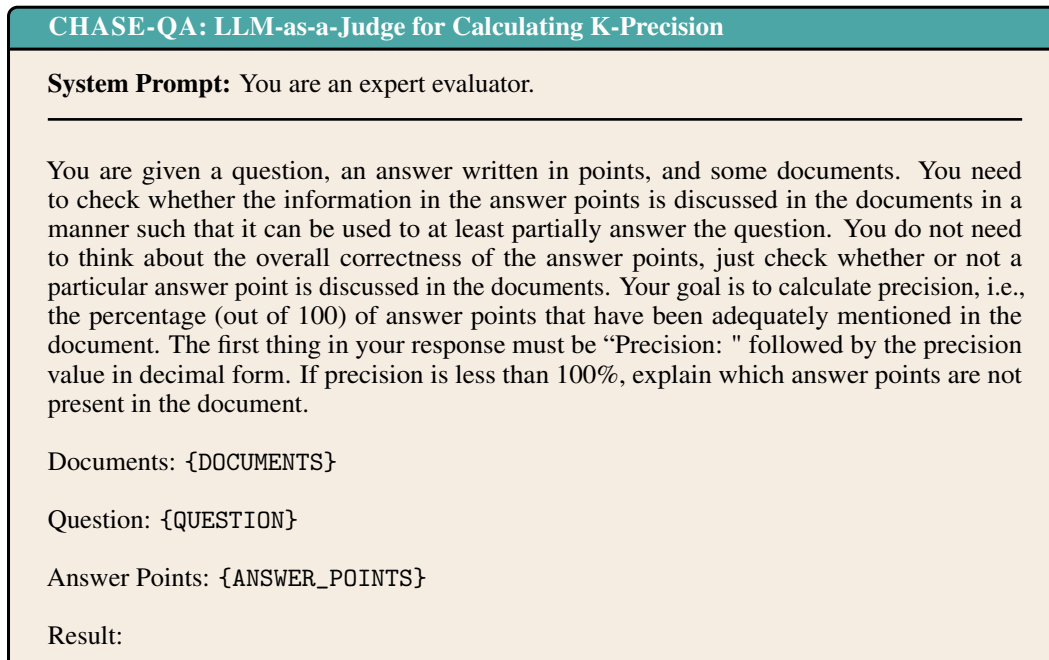 CHASE-QA: LLM-as-a-Judge for Calculating K-Precision
System Prompt: You are an expert evaluator.
You are given a question, an answer written in points, and some documents. You need
to check whether the information in the answer points is discussed in the documents in a
manner such that it can be used to at least partially answer the question. You do not need
to think about the overall correctness of the answer points, just check whether or not a
particular answer point is discussed in the documents. Your goal is to calculate precision, i.e.,
the percentage (out of 100) of answer points that have been adequately mentioned in the
document. The first thing in your response must be “Precision: " followed by the precision
value in decimal form. If precision is less than 100%, explain which answer points are not
present in the document.
Documents: {DOCUMENTS}
Question: {QUESTION}
Answer Points: {ANSWER_POINTS}
Result: